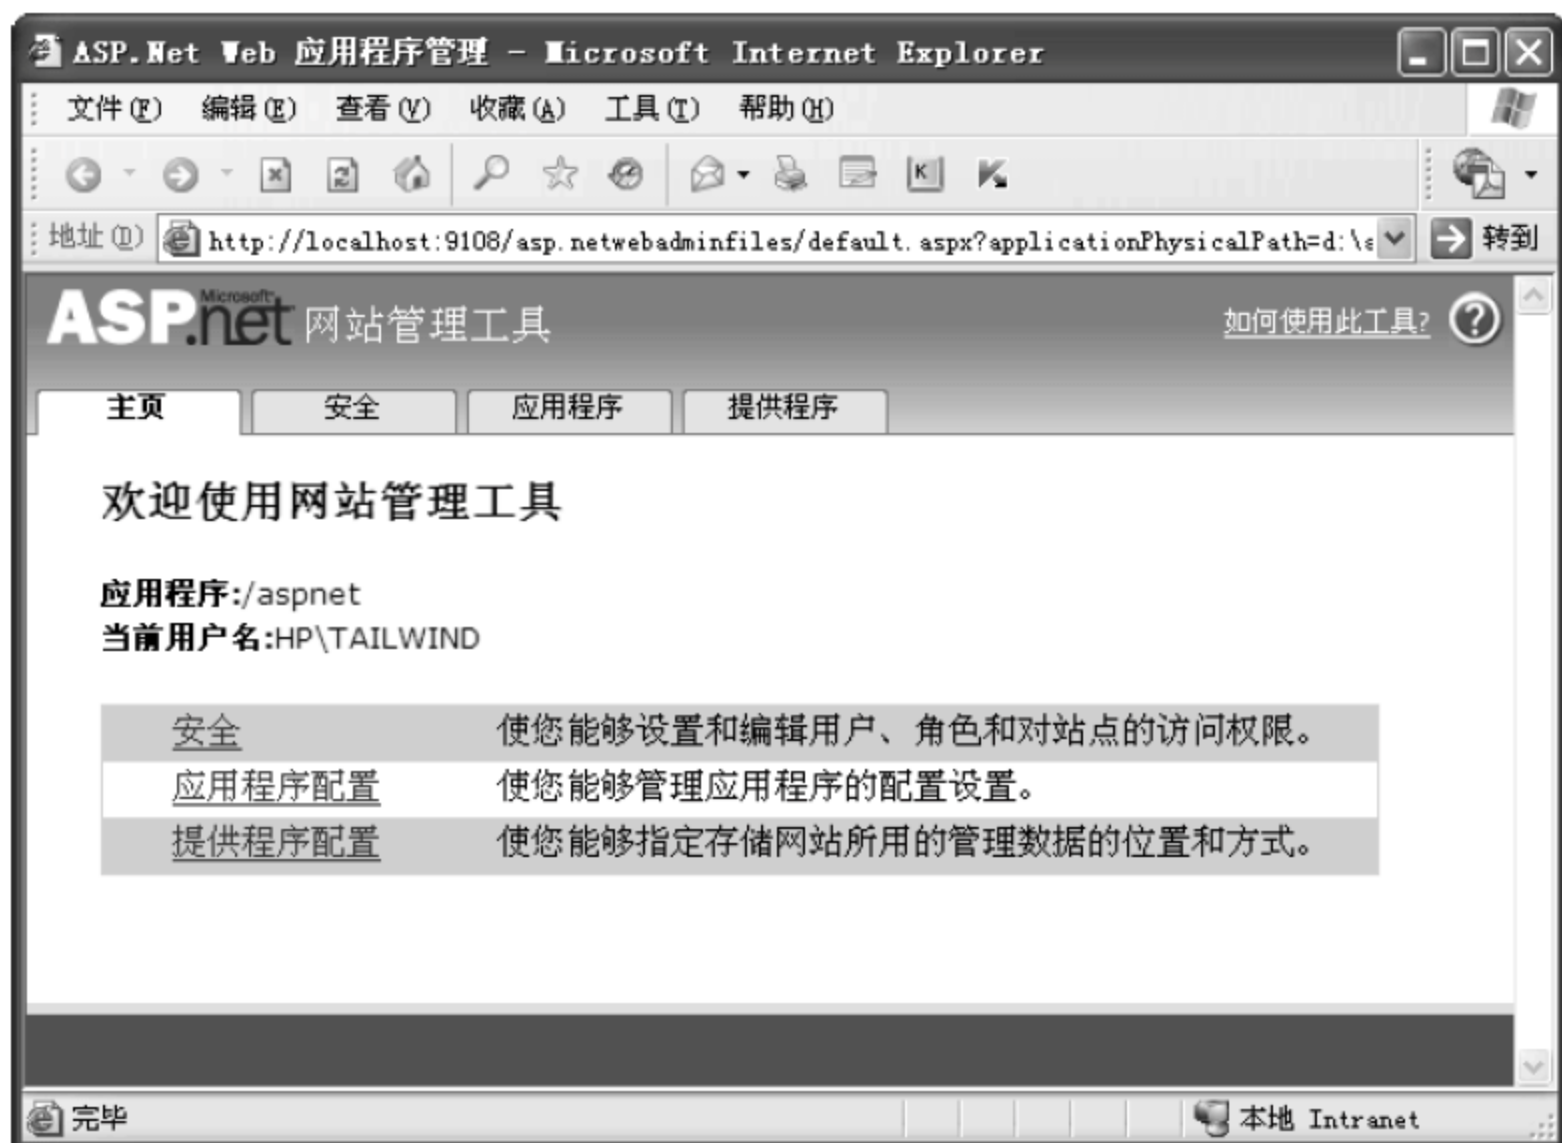 ASP.Net Web 应用程序管理 - Microsoft Internet Explorer
文件(F) 编辑(E) 查看(V) 收藏(A) 工具(T) 帮助(H)
地址(D) http://localhost:9108/asp.netwebadminfiles/default.aspx?applicationPhysicalPath=d:\ 转到
Microsoft
ASP.net 网站管理工具 如何使用此工具? ?
主页 安全 应用程序 提供程序
欢迎使用网站管理工具
应用程序:/aspnet
当前用户名:HP\TAILWIND
安全 使您能够设置和编辑用户、角色和对站点的访问权限。
应用程序配置 使您能够管理应用程序的配置设置。
提供程序配置 使您能够指定存储网站所用的管理数据的位置和方式。
完毕 本地 Intranet